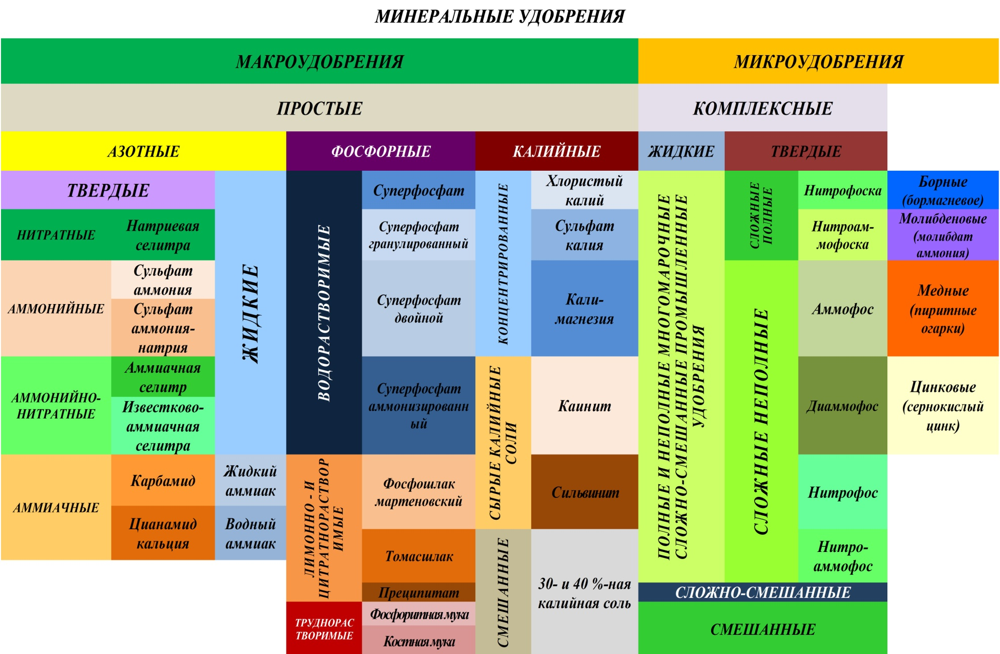 МИНЕРАЛЬНЫЕ УДОБРЕНИЯ
МАКРОУДОБРЕНИЯ
МИКРОУДОБРЕНИЯ
ПРОСТЫЕ
КОМПЛЕКСНЫЕ
АЗОТНЫЕ
ФОСФОРНЫЕ
КАЛИЙНЫЕ
ЖИДКИЕ
ТВЕРДЫЕ
ТВЕРДЫЕ
НИТРАТНЫЕ
Натриевая
селитра
АММОНИЙНЫЕ
Сульфат
аммония
Сульфат
аммония-
натрия
АММОНИЙНО-
НИТРАТНЫЕ
Аммиачная
селитр
Известково-
аммиачная
селитра
АММИАЧНЫЕ
Карбамид
Цианамид
кальция
ЖИДКИЕ
Жидкий
аммиак
Водный
аммиак
ВОДОРАСТВОРИМЫЕ
Суперфосфат
Суперфосфат
гранулированный
Суперфосфат
двойной
Суперфосфат
аммонизированн
ый
ЛИМОННО - И
ЦИТРАТНОРАСТВОР
ИМЫЕ
Фосфошлак
мартеновский
Томасшлак
Преципитат
ТРУДНОРАС
ТВОРИМЫЕ
Фосфоритная мука
Костная мука
КОНЦЕНТРИРОВАННЫЕ
Хлористый
калий
Сульфат
калия
Кали-
магнезия
СЫРЫЕ КАЛИЙНЫЕ
СОЛИ
Каинит
Сильвинит
СМЕШАННЫЕ
30- и 40 %-ная
калийная соль
ПОЛНЫЕ И НЕПОЛНЫЕ МНОГОМАРОЧНЫЕ
СЛОЖНО-СМЕШАННЫЕ ПРОМЫШЛЕННЫЕ
УДОБРЕНИЯ
СЛОЖНЫЕ
ПОЛНЫЕ
Нитрофоска
Нитроам-
мофоска
СЛОЖНЫЕ НЕПОЛНЫЕ
Аммофос
Диаммофос
Нитрофос
Нитро-
аммофос
СЛОЖНО-СМЕШАННЫЕ
СМЕШАННЫЕ
Борные
(бормагневое)
Молибденовые
(молибдат
аммония)
Медные
(пиритные
огарки)
Цинковые
(сернокислый
цинк)